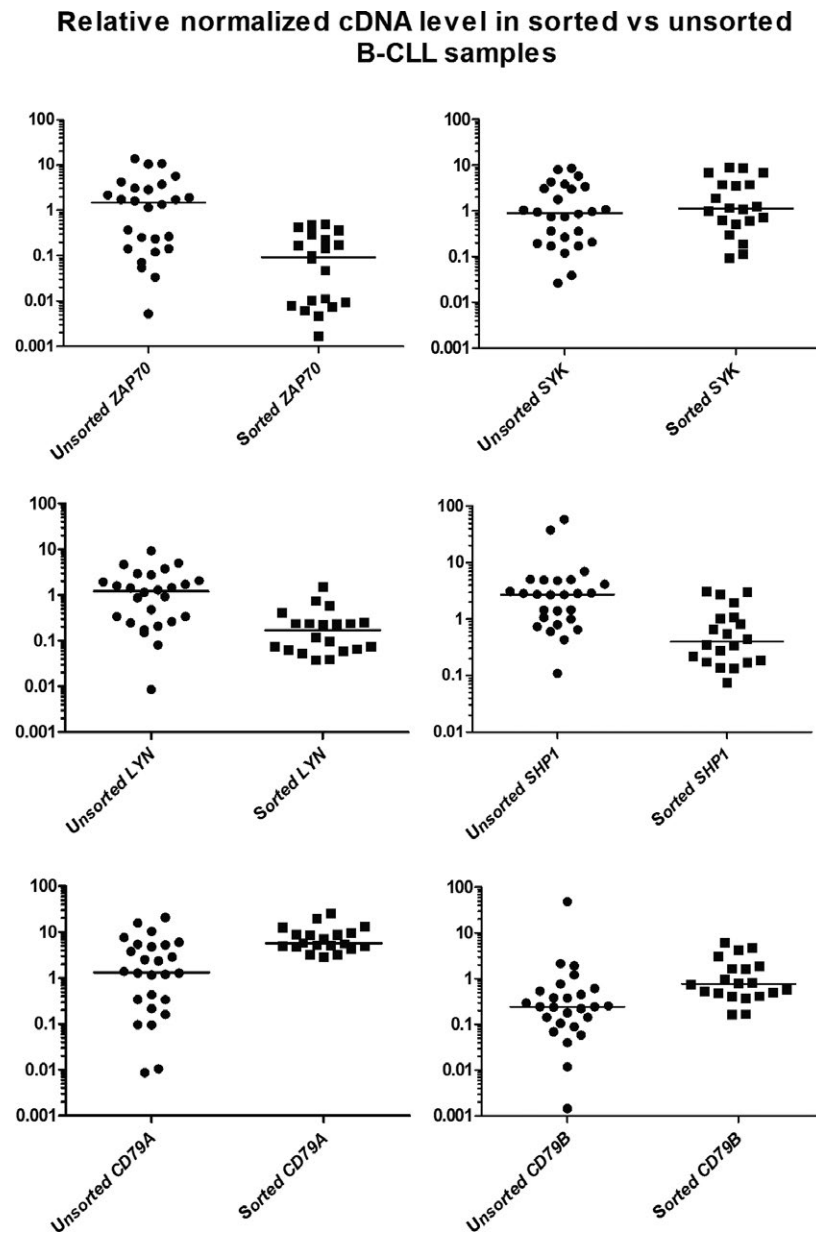 Relative normalized cDNA level in sorted vs unsorted
B-CLL samples
100
10
1
0.1
0.01
0.001
Unsorted ZAP70
Sorted ZAP70
100
10
1
0.1
0.01
0.001
Unsorted SYK
Sorted SYK
100
10
1
0.1
0.01
0.001
Unsorted LYN
Sorted LYN
100
10
1
0.1
0.01
Unsorted SHP1
Sorted SHP1
100
10
1
0.1
0.01
0.001
Unsorted CD79A
Sorted CD79A
100
10
1
0.1
0.01
0.001
Unsorted CD79B
Sorted CD79B